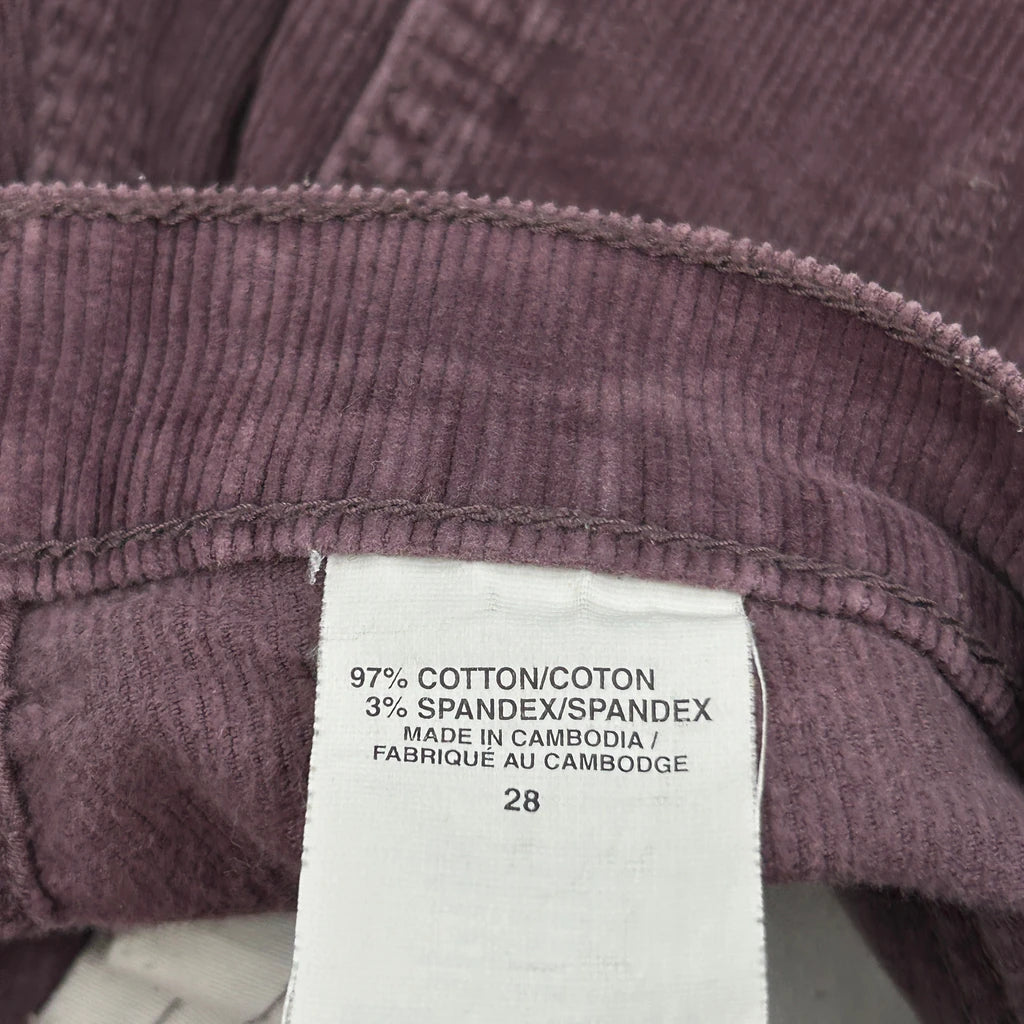 97% COTTON/COTON
3% SPANDEX/SPANDEX
MADE IN CAMBODIA /
FABRIQUÉ AU CAMBODGE
28